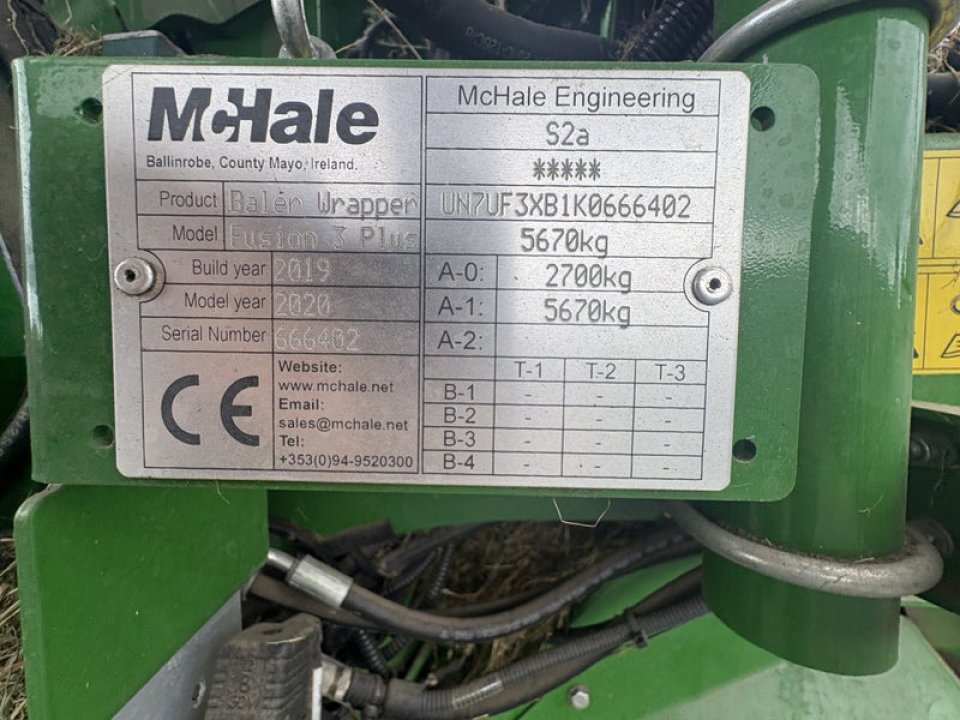 McHale
Ballinrobe, County Mayo, Ireland.
Product Baler Wrapper
Model Fusion 3 Plus
Build year 2019
Model year 2020
Serial Number 666402
CE
Website:
www.mchale.net
Email:
sales@mchale.net
Tel:
+353(0)94-9520300
McHale Engineering
S2a
*****
UN7UF3XB1K0666402
5670kg
A-0: 2700kg
A-1: 5670kg
A-2:
T-1 T-2 T-3
B-1 - - -
B-2 - - -
B-3 - - -
B-4 - - -